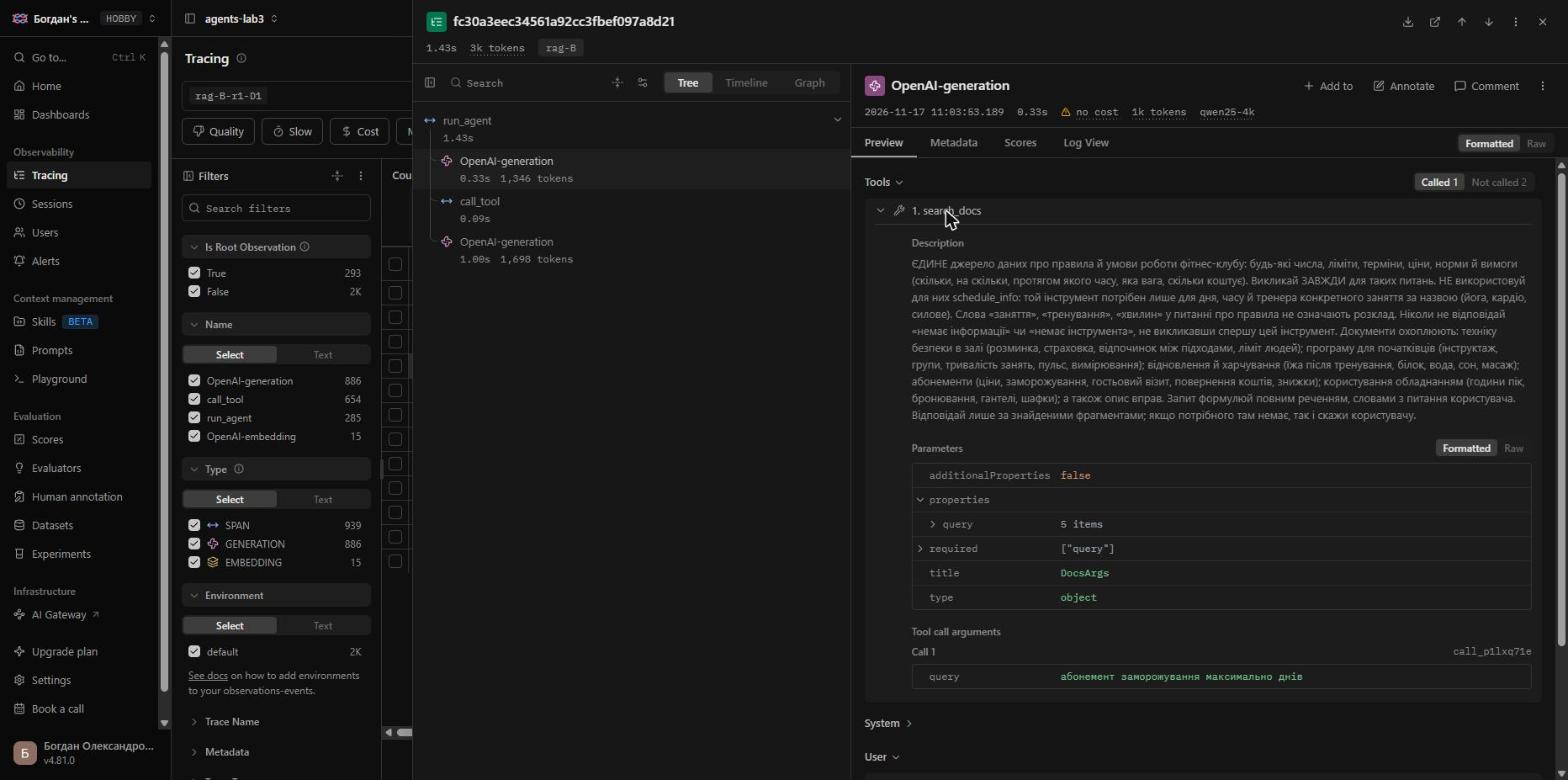 Богдан's ... HOBBY
Go to... Ctrl K
Home
Dashboards
Observability
Tracing
Sessions
Users
Alerts
Context management
Skills BETA
Prompts
Playground
Evaluation
Scores
Evaluators
Human annotation
Datasets
Experiments
Infrastructure
AI Gateway
Upgrade plan
Settings
Book a call
Б
Богдан Олександро...
v4.81.0
agents-lab3
Tracing
rag-B-r1-D1
Quality Slow $ Cost
Filters
Cou
Search filters
Is Root Observation
True 293
False 2K
Name
Select Text
OpenAI-generation 886
call_tool 654
run_agent 285
OpenAI-embedding 15
Type
Select Text
SPAN 939
GENERATION 886
EMBEDDING 15
Environment
Select Text
default 2K
See docs on how to add environments
to your observations-events.
Trace Name
Metadata
fc30a3eec34561a92cc3fbef097a8d21
1.43s 3k tokens rag-B
Search Tree Timeline Graph
run_agent
1.43s
OpenAI-generation
0.33s 1,346 tokens
call_tool
0.09s
OpenAI-generation
1.00s 1,698 tokens
OpenAI-generation
Add to Annotate Comment
2026-11-17 11:03:53.189 0.33s no cost 1k tokens qwen25-4k
Preview Metadata Scores Log View Formatted Raw
Tools Called 1 Not called 2
1. search_docs
Description
ЄДИНЕ джерело даних про правила й умови роботи фітнес-клубу: будь-які числа, ліміти, терміни, ціни, норми й вимоги
(скільки, на скільки, протягом якого часу, яка вага, скільки коштує). Викликай ЗАВЖДИ для таких питань. НЕ використовуй
для них schedule_info: той інструмент потрібен лише для дня, часу й тренера конкретного заняття за назвою (йога, кардіо,
силове). Слова «заняття», «тренування», «хвилин» у питанні про правила не означають розклад. Ніколи не відповідай
«немає інформації» чи «немає інструмента», не викликавши спершу цей інструмент. Документи охоплюють: техніку
безпеки в залі (розминка, страховка, відпочинок між підходами, ліміт людей); програму для початківців (інструктаж,
групи, тривалість занять, пульс, вимірювання); відновлення й харчування (їжа після тренування, білок, вода, сон, масаж);
абонементи (ціни, заморожування, гостьовий візит, повернення коштів, знижки); користування обладнанням (години пік,
бронювання, гантелі, шафки); а також опис вправ. Запит формулюй повним реченням, словами з питання користувача.
Відповідай лише за знайденими фрагментами; якщо потрібного там немає, так і скажи користувачу.
Parameters Formatted Raw
additionalProperties false
properties
query 5 items
required ["query"]
title DocsArgs
type object
Tool call arguments
Call 1 call_p1lxq71e
query абонемент заморожування максимально днів
System
User